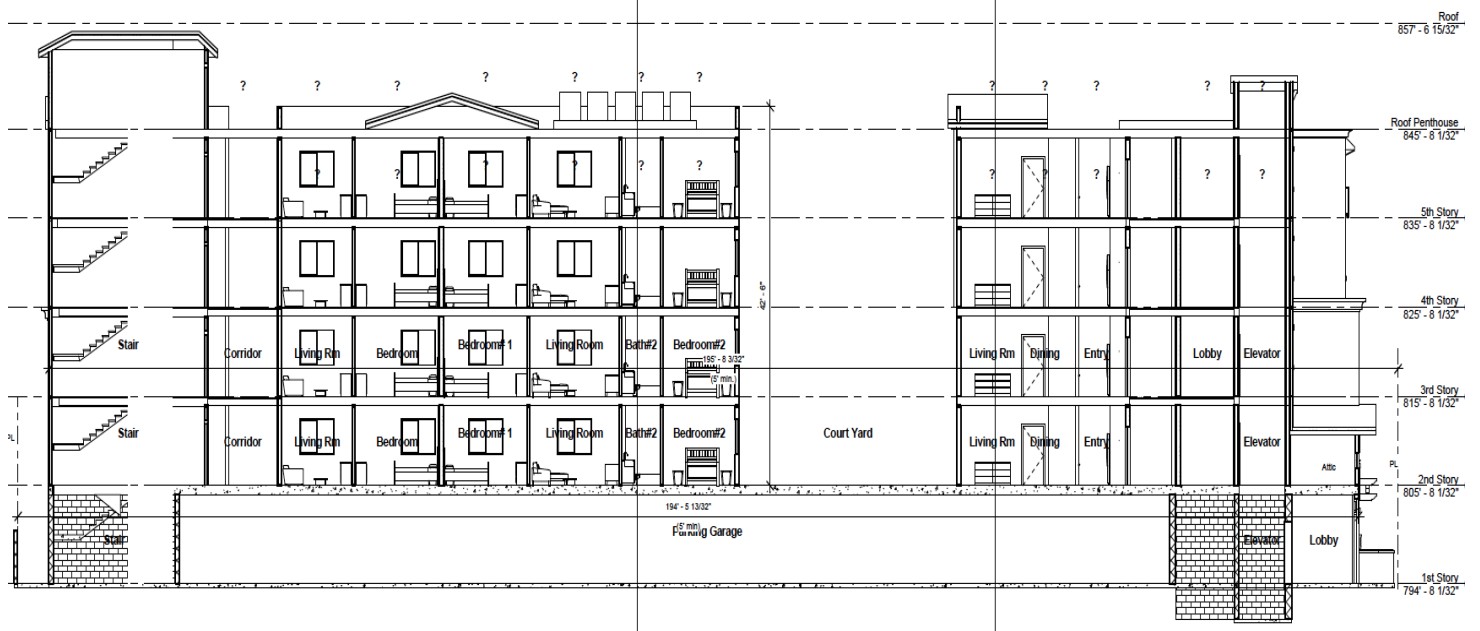 Roof
857' - 6 15/32"
? ? ? ? ? ? ? ? ? ? ? ?
Roof Penthouse
845' - 8 1/32"
? ? ? ? ? ? ? ? ? ? ? ?
5th Story
835' - 8 1/32"
42' - 6"
4th Story
825' - 8 1/32"
Stair Corridor Living Rm Bedroom Bedroom# 1 Living Room Bath#2 Bedroom#2 Living Rm Dining Entry Lobby Elevator
195' - 8 3/32"
(5' min.)
3rd Story
815' - 8 1/32"
Stair Corridor Living Rm Bedroom Bedroom# 1 Living Room Bath#2 Bedroom#2 Court Yard Living Rm Dining Entry Elevator
PL
Attic
PL
2nd Story
805' - 8 1/32"
194' - 5 13/32"
(5' min)
Parking Garage
Stair Elevator Lobby
1st Story
794' - 8 1/32"